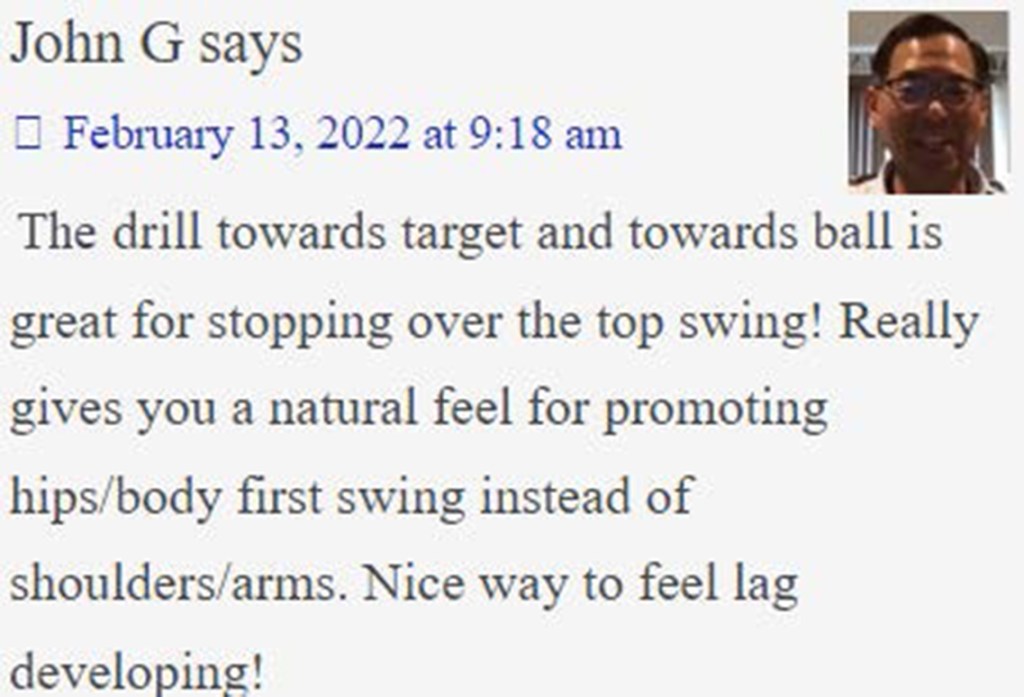 John G says
February 13, 2022 at 9:18 am
The drill towards target and towards ball is
great for stopping over the top swing! Really
gives you a natural feel for promoting
hips/body first swing instead of
shoulders/arms. Nice way to feel lag
developing!